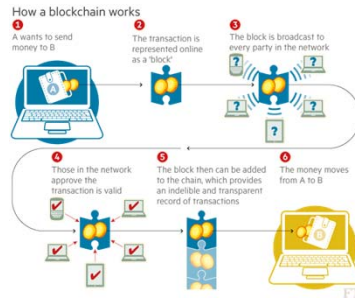 How a blockchain works
1
A wants to send
money to B
2
The transaction is
represented online
as a 'block'
3
The block is broadcast to
every party in the network
A
?
?
?
?
?
4
Those in the network
approve the
transaction is valid
5
The block then can be added
to the chain, which provides
an indelible and transparent
record of transactions
6
The money moves
from A to B
B
FT